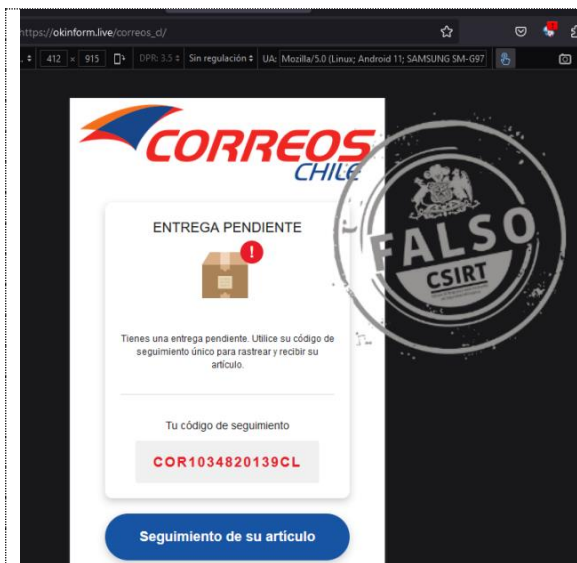 https://okinform.live/correos_cl/
412 × 915 DPR: 3.5 Sin regulación UA: Mozilla/5.0 (Linux; Android 11; SAMSUNG SM-G97
CORREOS
CHILE
ENTREGA PENDIENTE
!
Tienes una entrega pendiente. Utilice su código de
seguimiento único para rastrear y recibir su
artículo.
Tu código de seguimiento
COR1034820139CL
Seguimiento de su articulo
FALSO
CSIRT